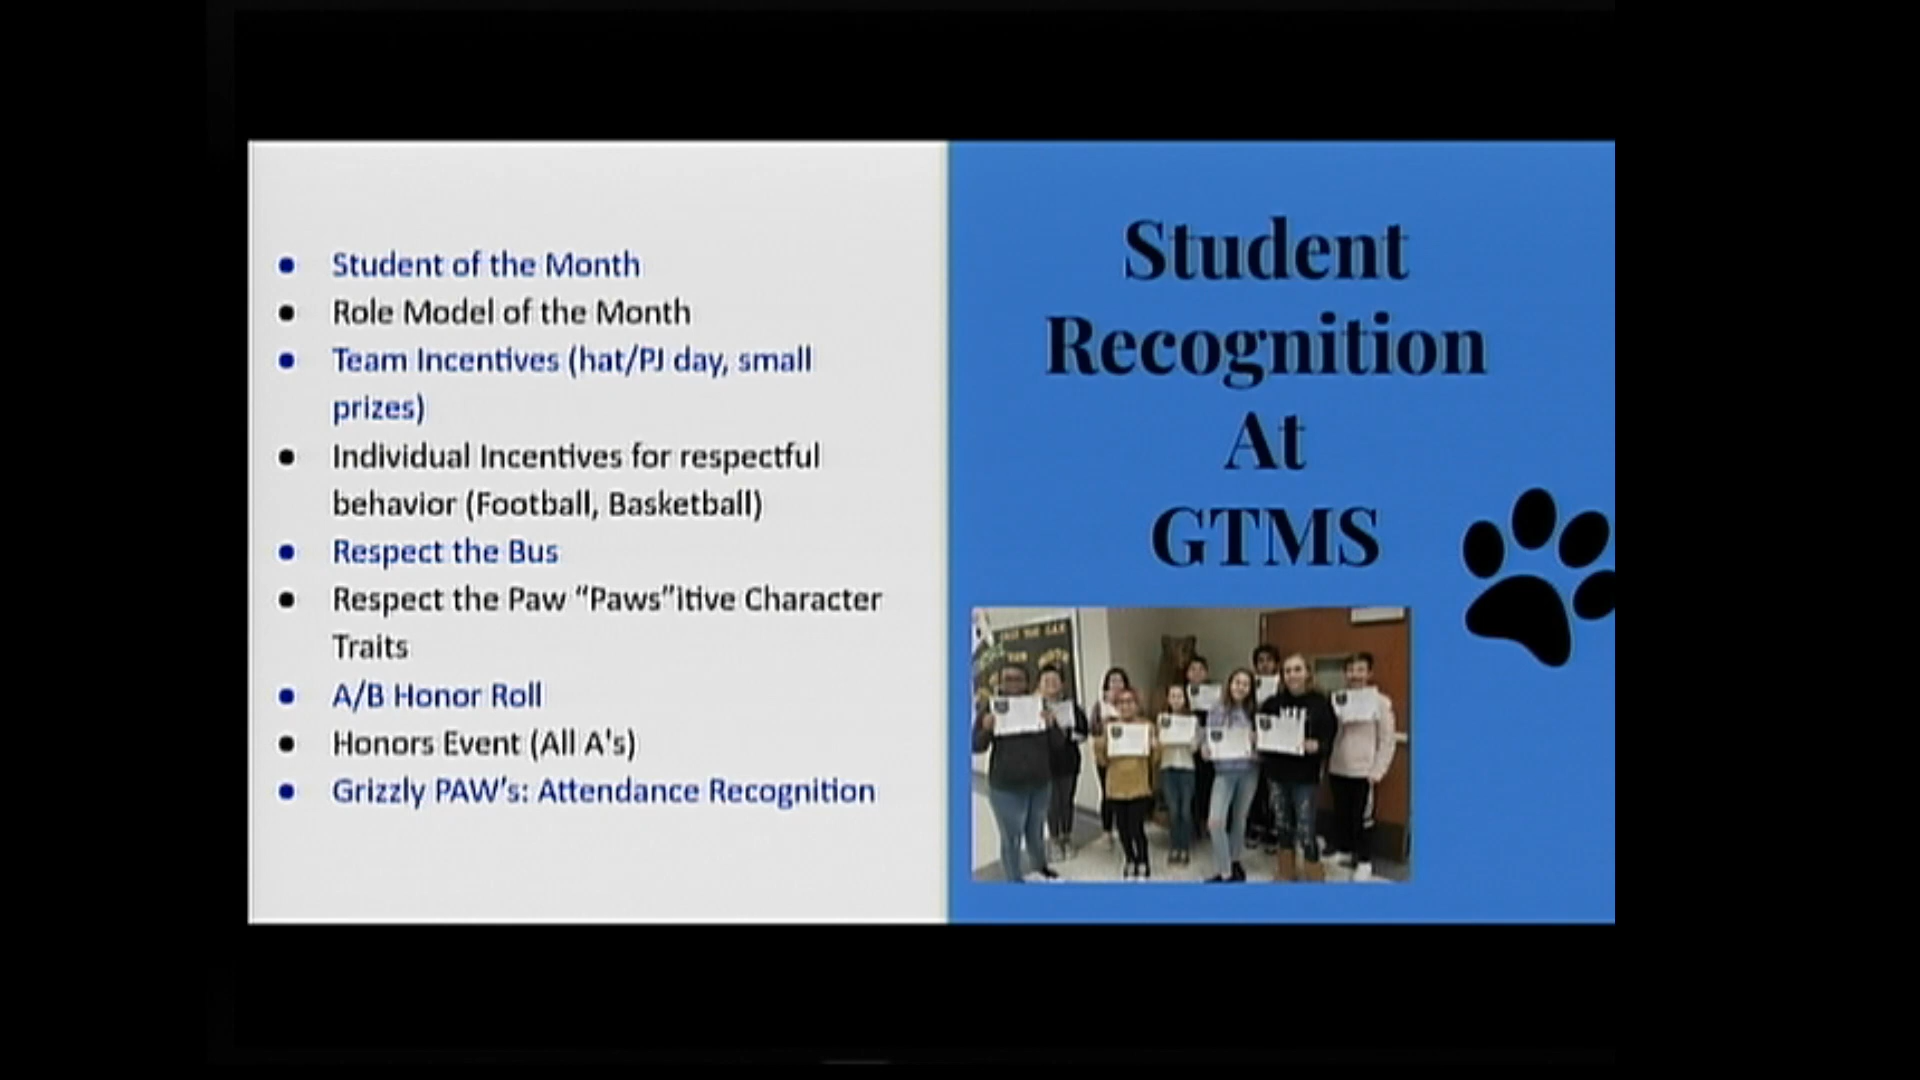 Student of the Month
Role Model of the Month
Team Incentives (hat/PJ day, small
prizes)
Individual Incentives for respectful
behavior (Football, Basketball)
Respect the Bus
Respect the Paw “Paws”itive Character
Traits
A/B Honor Roll
Honors Event (All A's)
Grizzly PAW’s: Attendance Recognition
Student
Recognition
At
GTMS